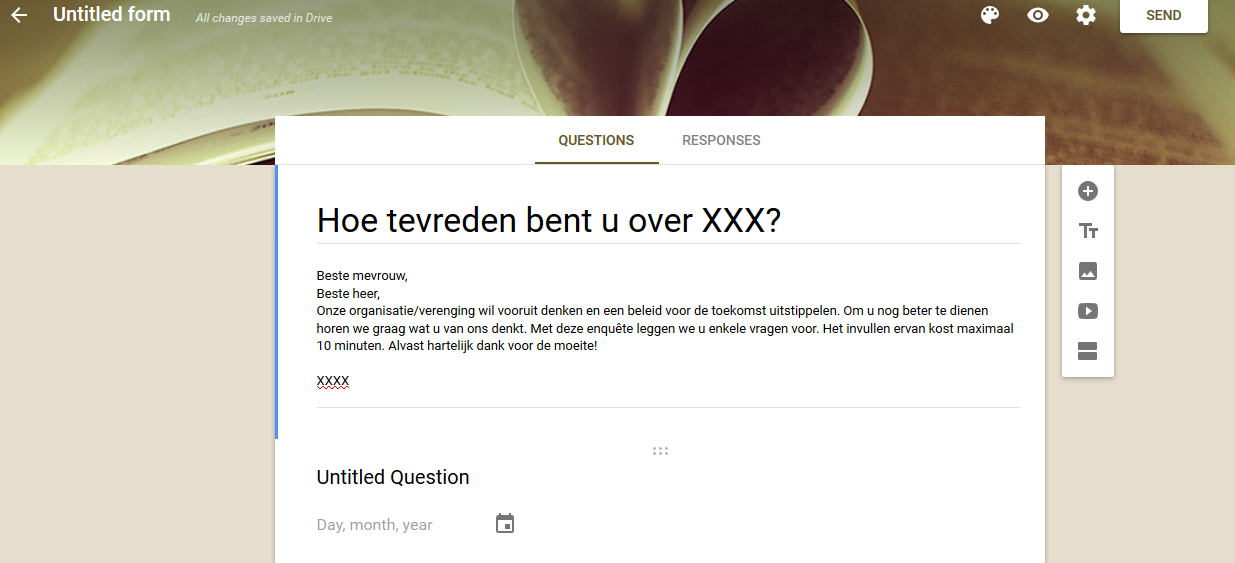 Untitled form
All changes saved in Drive
SEND
QUESTIONS
RESPONSES
Hoe tevreden bent u over XXX?
Beste mevrouw,
Beste heer,
Onze organisatie/verenging wil vooruit denken en een beleid voor de toekomst uitstippelen. Om u nog beter te dienen
horen we graag wat u van ons denkt. Met deze enquête leggen we u enkele vragen voor. Het invullen ervan kost maximaal
10 minuten. Alvast hartelijk dank voor de moeite!
XXXX
Untitled Question
Day, month, year